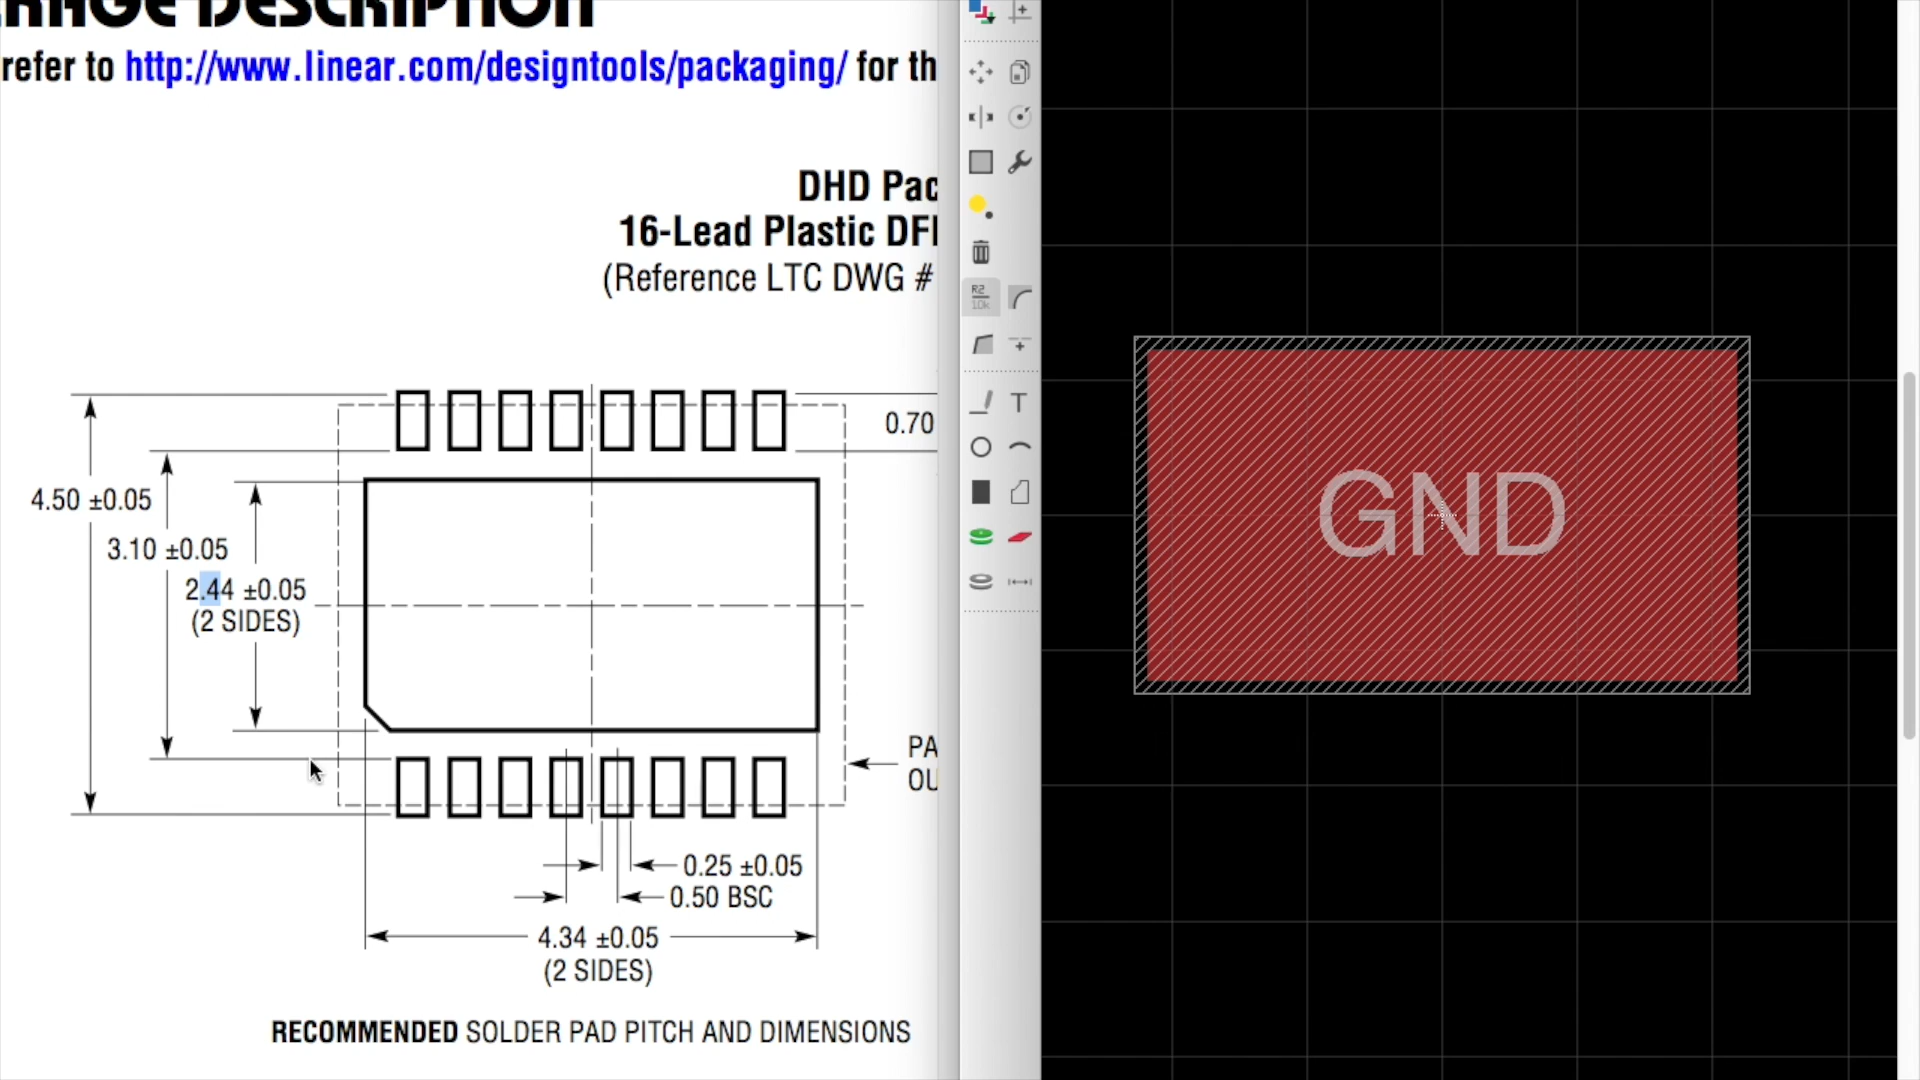 DESCRIPTION
refer to http://www.linear.com/designtools/packaging/ for th
DHD Pac
16-Lead Plastic DF
(Reference LTC DWG #
0.70
4.50 ±0.05
3.10 ±0.05
2.44 ±0.05
(2 SIDES)
PA
OU
0.25 ±0.05
0.50 BSC
4.34 ±0.05
(2 SIDES)
RECOMMENDED SOLDER PAD PITCH AND DIMENSIONS
R2
10k
T
GND